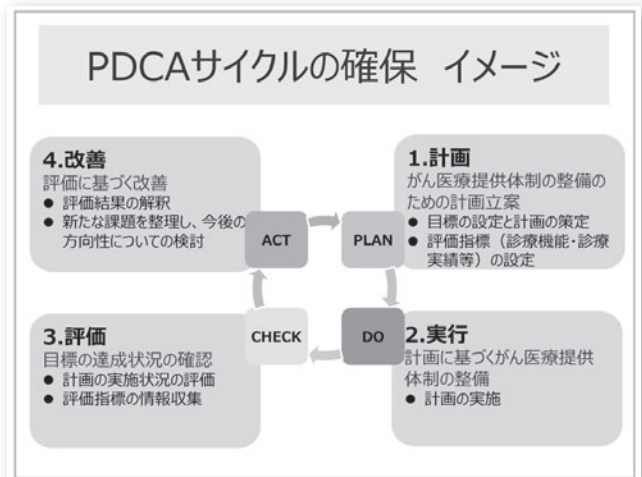 PDCAサイクルの確保 イメージ
4.改善
評価に基づく改善
● 評価結果の解釈
● 新たな課題を整理し、今後の
方向性についての検討
1.計画
がん医療提供体制の整備の
ための計画立案
● 目標の設定と計画の策定
● 評価指標（診療機能・診療
実績等）の設定
ACT
PLAN
CHECK
DO
3.評価
目標の達成状況の確認
● 計画の実施状況の評価
● 評価指標の情報収集
2.実行
計画に基づくがん医療提供
体制の整備
● 計画の実施